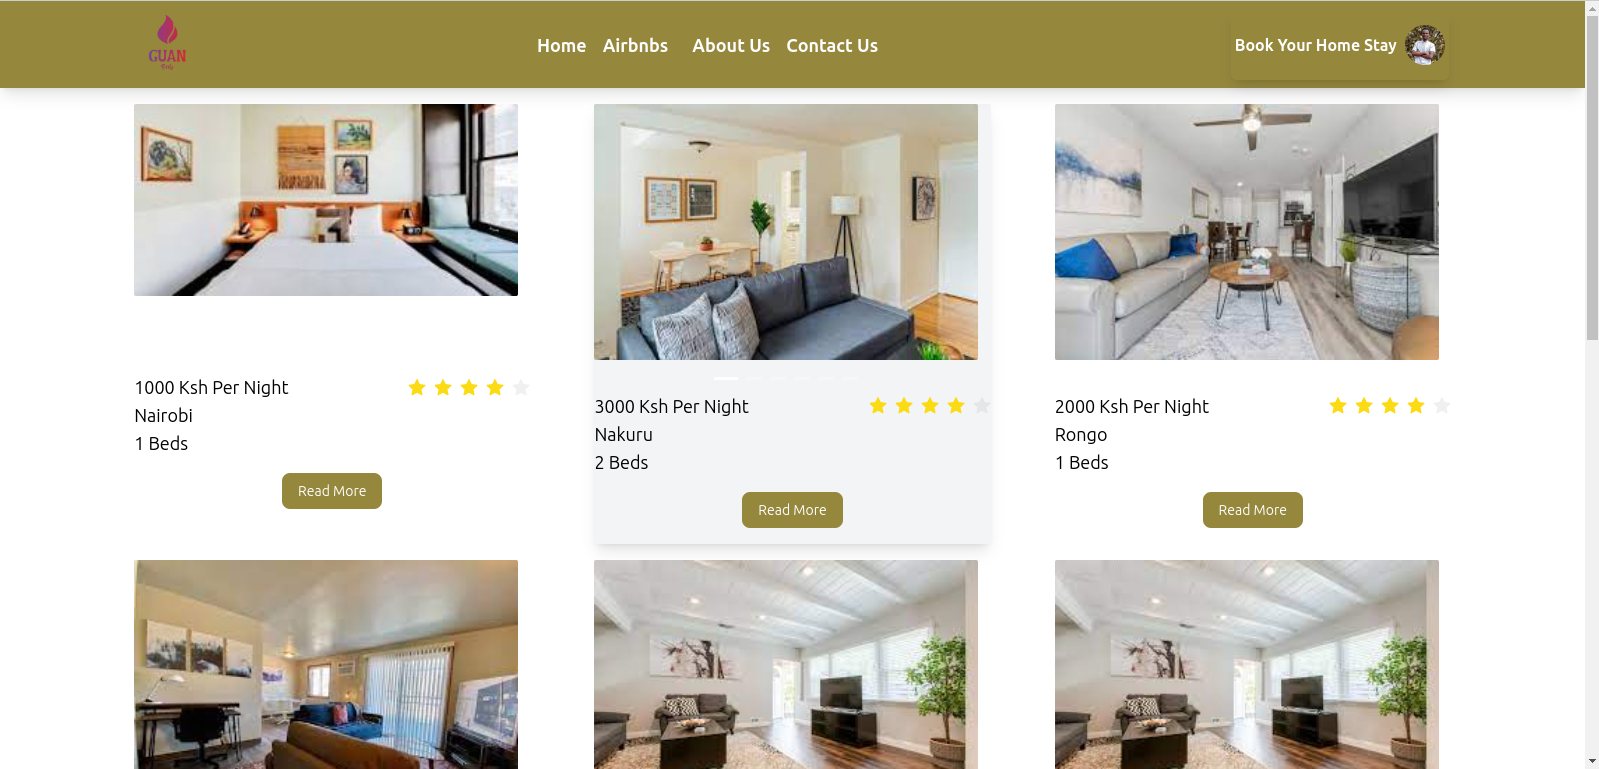 GUAN
Home Airbnbs About Us Contact Us
Book Your Home Stay
1000 Ksh Per Night
Nairobi
1 Beds
Read More
3000 Ksh Per Night
Nakuru
2 Beds
Read More
2000 Ksh Per Night
Rongo
1 Beds
Read More